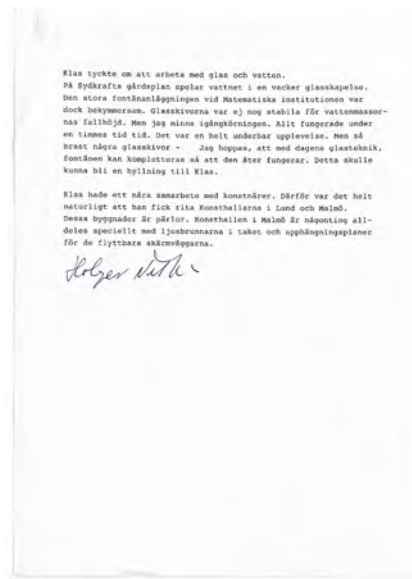 Klas tyckte om att arbeta med glas och vatten.
På Sydkrafts gårdsplan spelar vattnet i en vacker glasskapelse.
Den stora fontänanläggningen vid Matematiska institutionen var
dock bekymmersam. Glasskivorna var ej nog stabila för vattenmassor-
nas fallhöjd. Men jag minns igångkörningen. Allt fungerade under
en timmes tid tid. Det var en helt underbar upplevelse. Men så
brast några glasskivor - Jag hoppas, att med dagens glasteknik,
fontänen kan kompletteras så att den åter fungerar. Detta skulle
kunna bli en hyllning till Klas.
Klas hade ett nära samarbete med konstnärer. Därför var det helt
naturligt att han fick rita Konsthallarna i Lund och Malmö.
Dessa byggnader är pärlor. Konsthallen i Malmö är någonting all-
deles speciellt med ljusbrunnarna i taket och upphängningsplaner
för de flyttbara skärmväggarna.
Holger